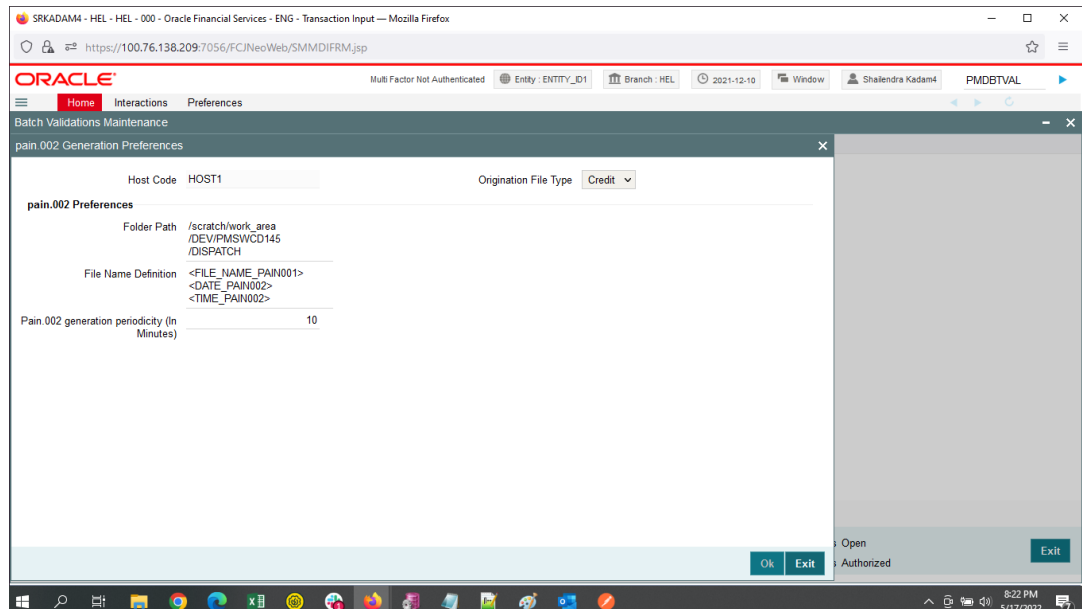 SRKADAM4 - HEL - HEL - 000 - Oracle Financial Services - ENG - Transaction Input — Mozilla Firefox
https://100.76.138.209:7056/FCJNeoWeb/SMMDIFRM.jsp
ORACLE Multi Factor Not Authenticated Entity : ENTITY_ID1 Branch : HEL 2021-12-10 Window Shailendra Kadam4 PMDBTVAL
Home Interactions Preferences
Batch Validations Maintenance
pain.002 Generation Preferences
Host Code HOST1 Origination File Type Credit
pain.002 Preferences
Folder Path /scratch/work_area
/DEV/PMSWCD145
/DISPATCH
File Name Definition <FILE_NAME_PAIN001>
<DATE_PAIN002>
<TIME_PAIN002>
Pain.002 generation periodicity (In 10
Minutes)
s Open
Exit
Ok Exit s Authorized
8:22 PM
5/17/2022